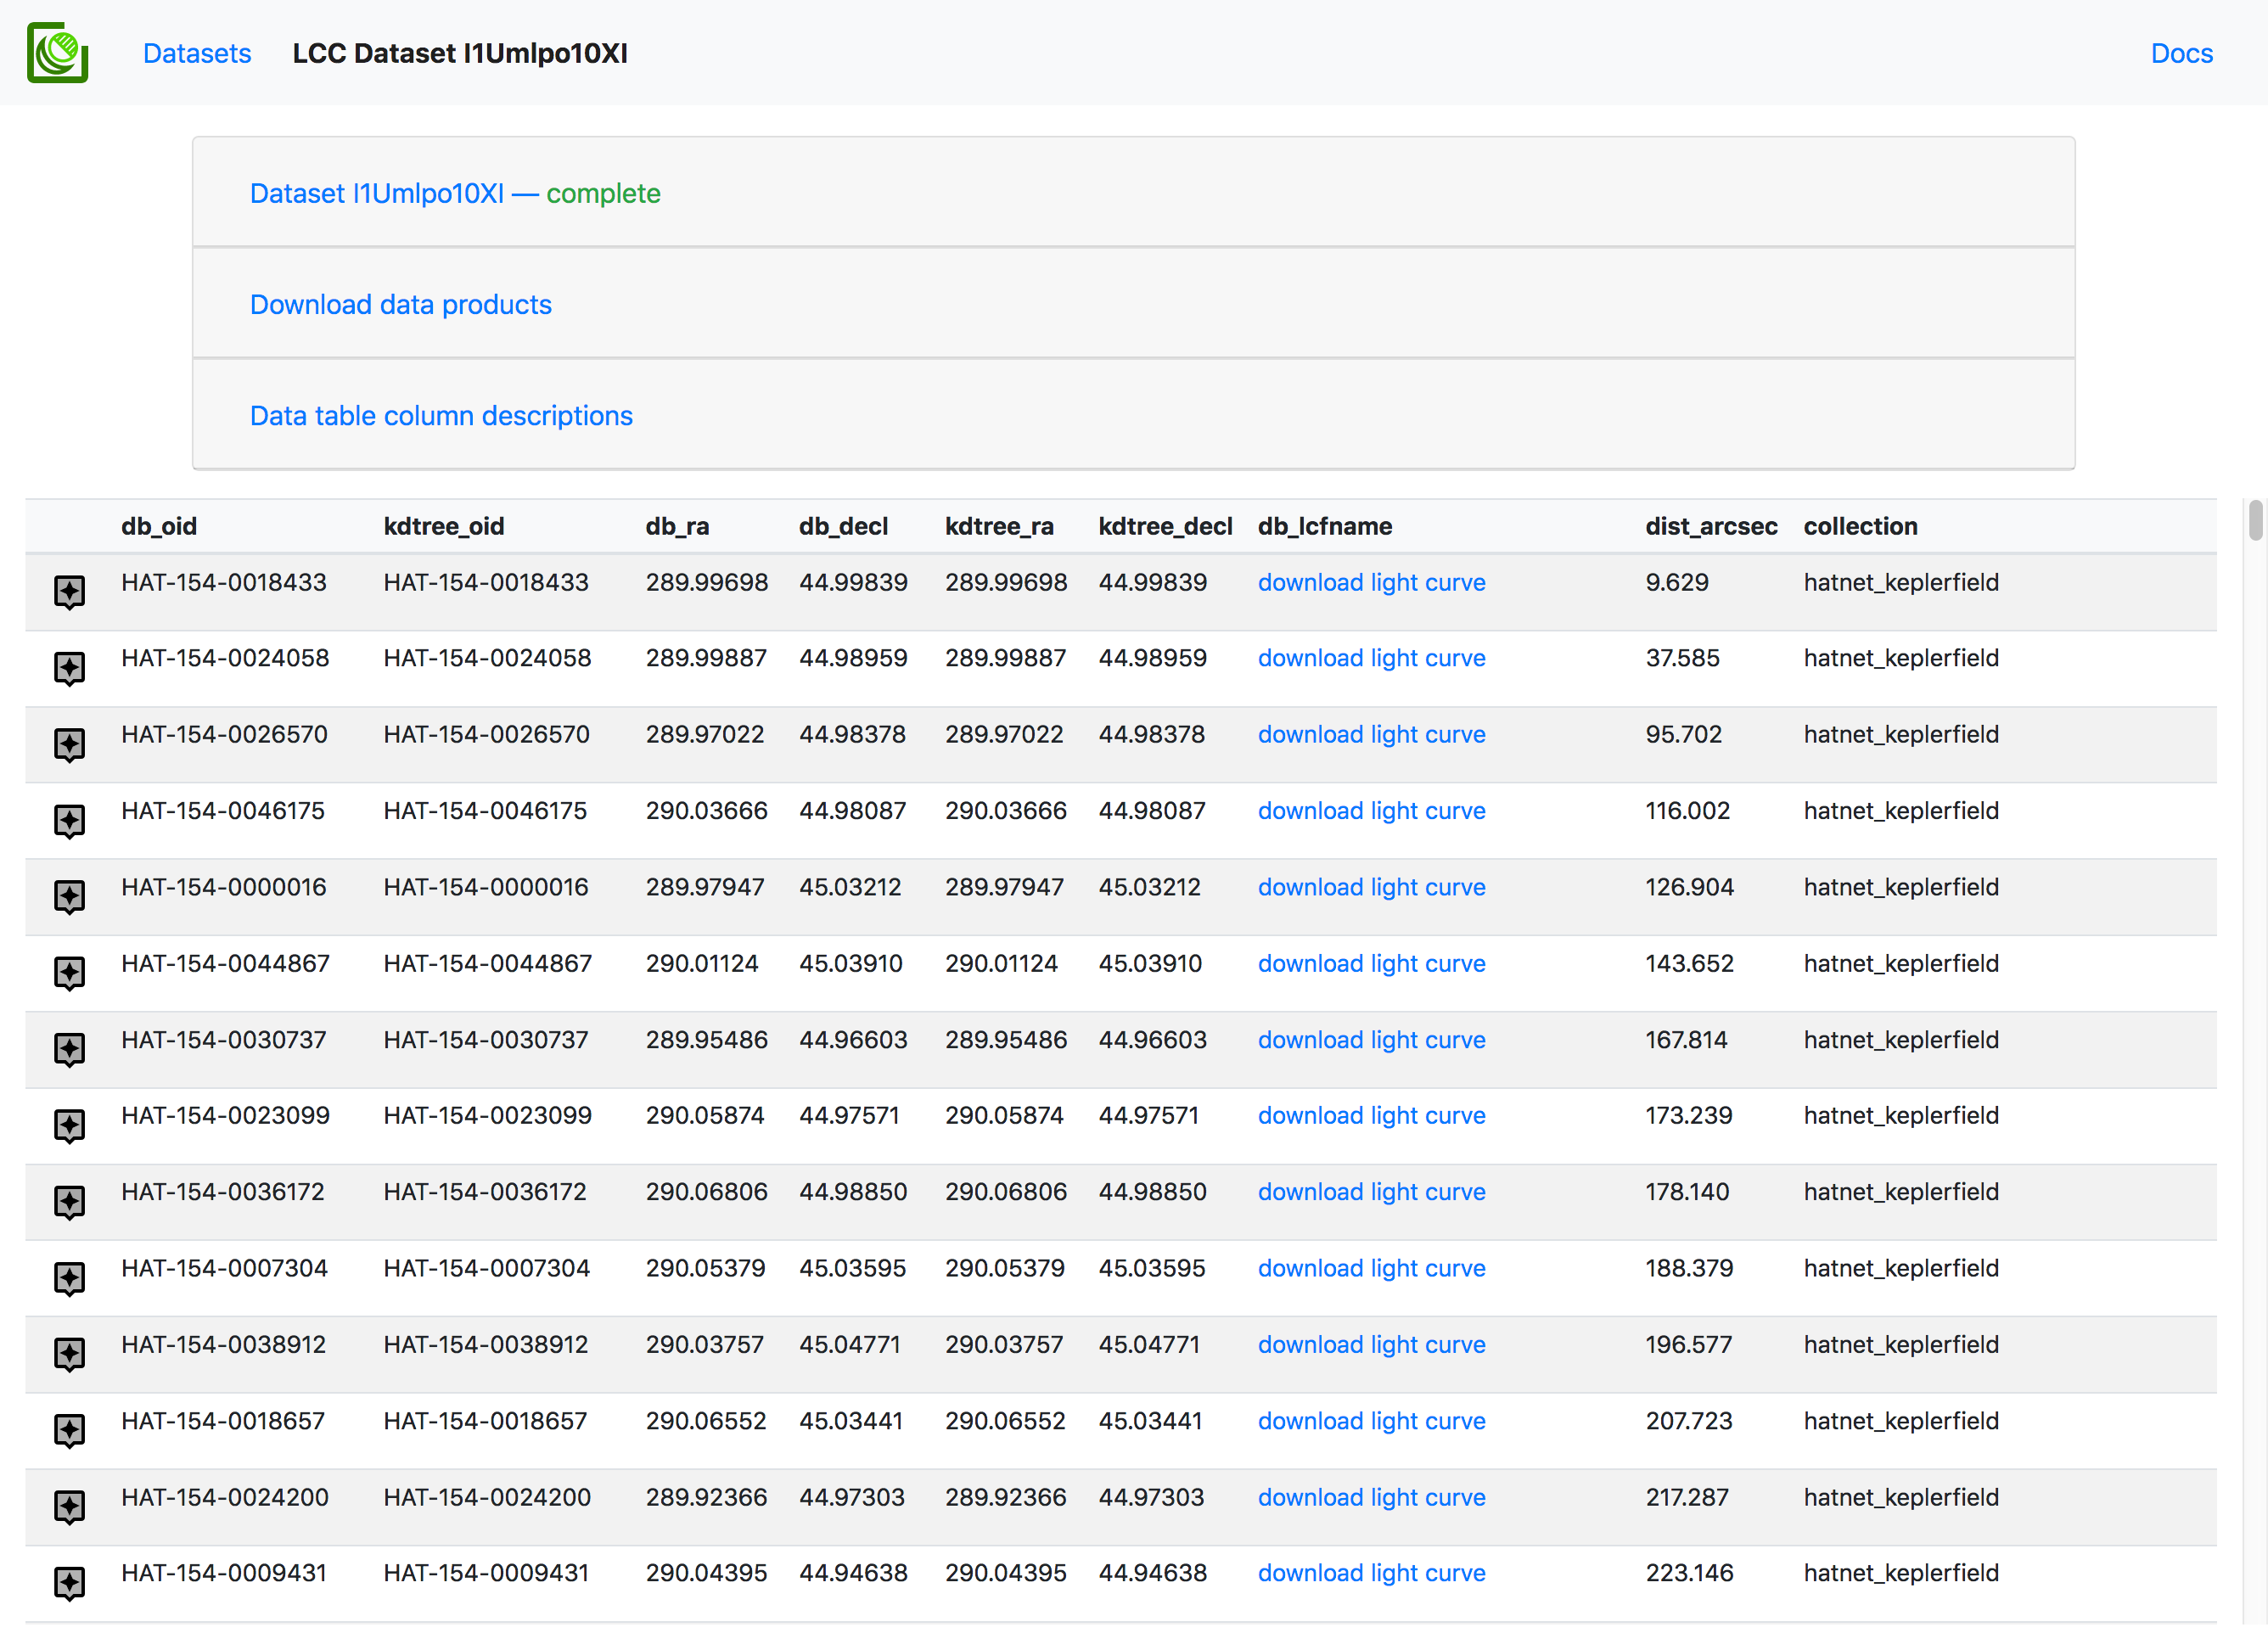 Datasets LCC Dataset I1Umlpo10XI Docs
Dataset I1Umlpo10XI — complete
Download data products
Data table column descriptions
db_oid kdtree_oid db_ra db_decl kdtree_ra kdtree_decl db_lcfname dist_arcsec collection
HAT-154-0018433 HAT-154-0018433 289.99698 44.99839 289.99698 44.99839 download light curve 9.629 hatnet_keplerfield
HAT-154-0024058 HAT-154-0024058 289.99887 44.98959 289.99887 44.98959 download light curve 37.585 hatnet_keplerfield
HAT-154-0026570 HAT-154-0026570 289.97022 44.98378 289.97022 44.98378 download light curve 95.702 hatnet_keplerfield
HAT-154-0046175 HAT-154-0046175 290.03666 44.98087 290.03666 44.98087 download light curve 116.002 hatnet_keplerfield
HAT-154-0000016 HAT-154-0000016 289.97947 45.03212 289.97947 45.03212 download light curve 126.904 hatnet_keplerfield
HAT-154-0044867 HAT-154-0044867 290.01124 45.03910 290.01124 45.03910 download light curve 143.652 hatnet_keplerfield
HAT-154-0030737 HAT-154-0030737 289.95486 44.96603 289.95486 44.96603 download light curve 167.814 hatnet_keplerfield
HAT-154-0023099 HAT-154-0023099 290.05874 44.97571 290.05874 44.97571 download light curve 173.239 hatnet_keplerfield
HAT-154-0036172 HAT-154-0036172 290.06806 44.98850 290.06806 44.98850 download light curve 178.140 hatnet_keplerfield
HAT-154-0007304 HAT-154-0007304 290.05379 45.03595 290.05379 45.03595 download light curve 188.379 hatnet_keplerfield
HAT-154-0038912 HAT-154-0038912 290.03757 45.04771 290.03757 45.04771 download light curve 196.577 hatnet_keplerfield
HAT-154-0018657 HAT-154-0018657 290.06552 45.03441 290.06552 45.03441 download light curve 207.723 hatnet_keplerfield
HAT-154-0024200 HAT-154-0024200 289.92366 44.97303 289.92366 44.97303 download light curve 217.287 hatnet_keplerfield
HAT-154-0009431 HAT-154-0009431 290.04395 44.94638 290.04395 44.94638 download light curve 223.146 hatnet_keplerfield